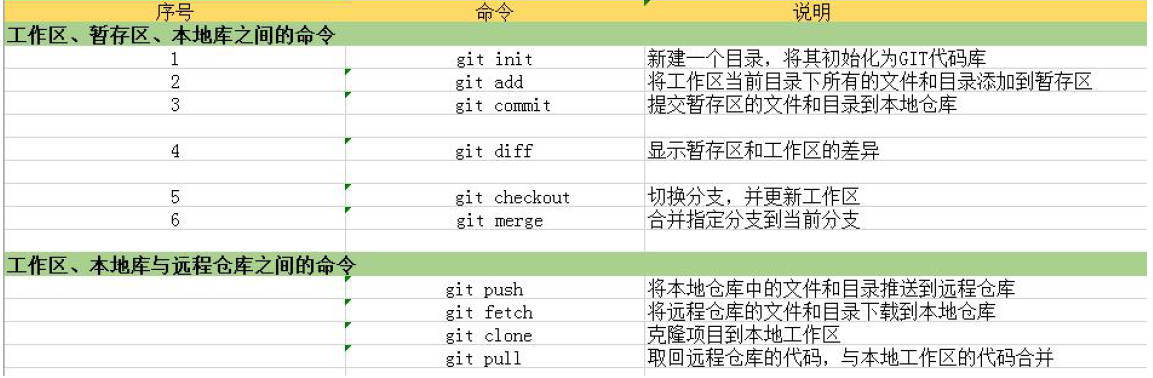 序号 命令 说明
工作区、暂存区、本地库之间的命令
1 git init 新建一个目录，将其初始化为GIT代码库
2 git add 将工作区当前目录下所有的文件和目录添加到暂存区
3 git commit 提交暂存区的文件和目录到本地仓库
4 git diff 显示暂存区和工作区的差异
5 git checkout 切换分支，并更新工作区
6 git merge 合并指定分支到当前分支
工作区、本地库与远程仓库之间的命令
git push 将本地仓库中的文件和目录推送到远程仓库
git fetch 将远程仓库的文件和目录下载到本地仓库
git clone 克隆项目到本地工作区
git pull 取回远程仓库的代码，与本地工作区的代码合并